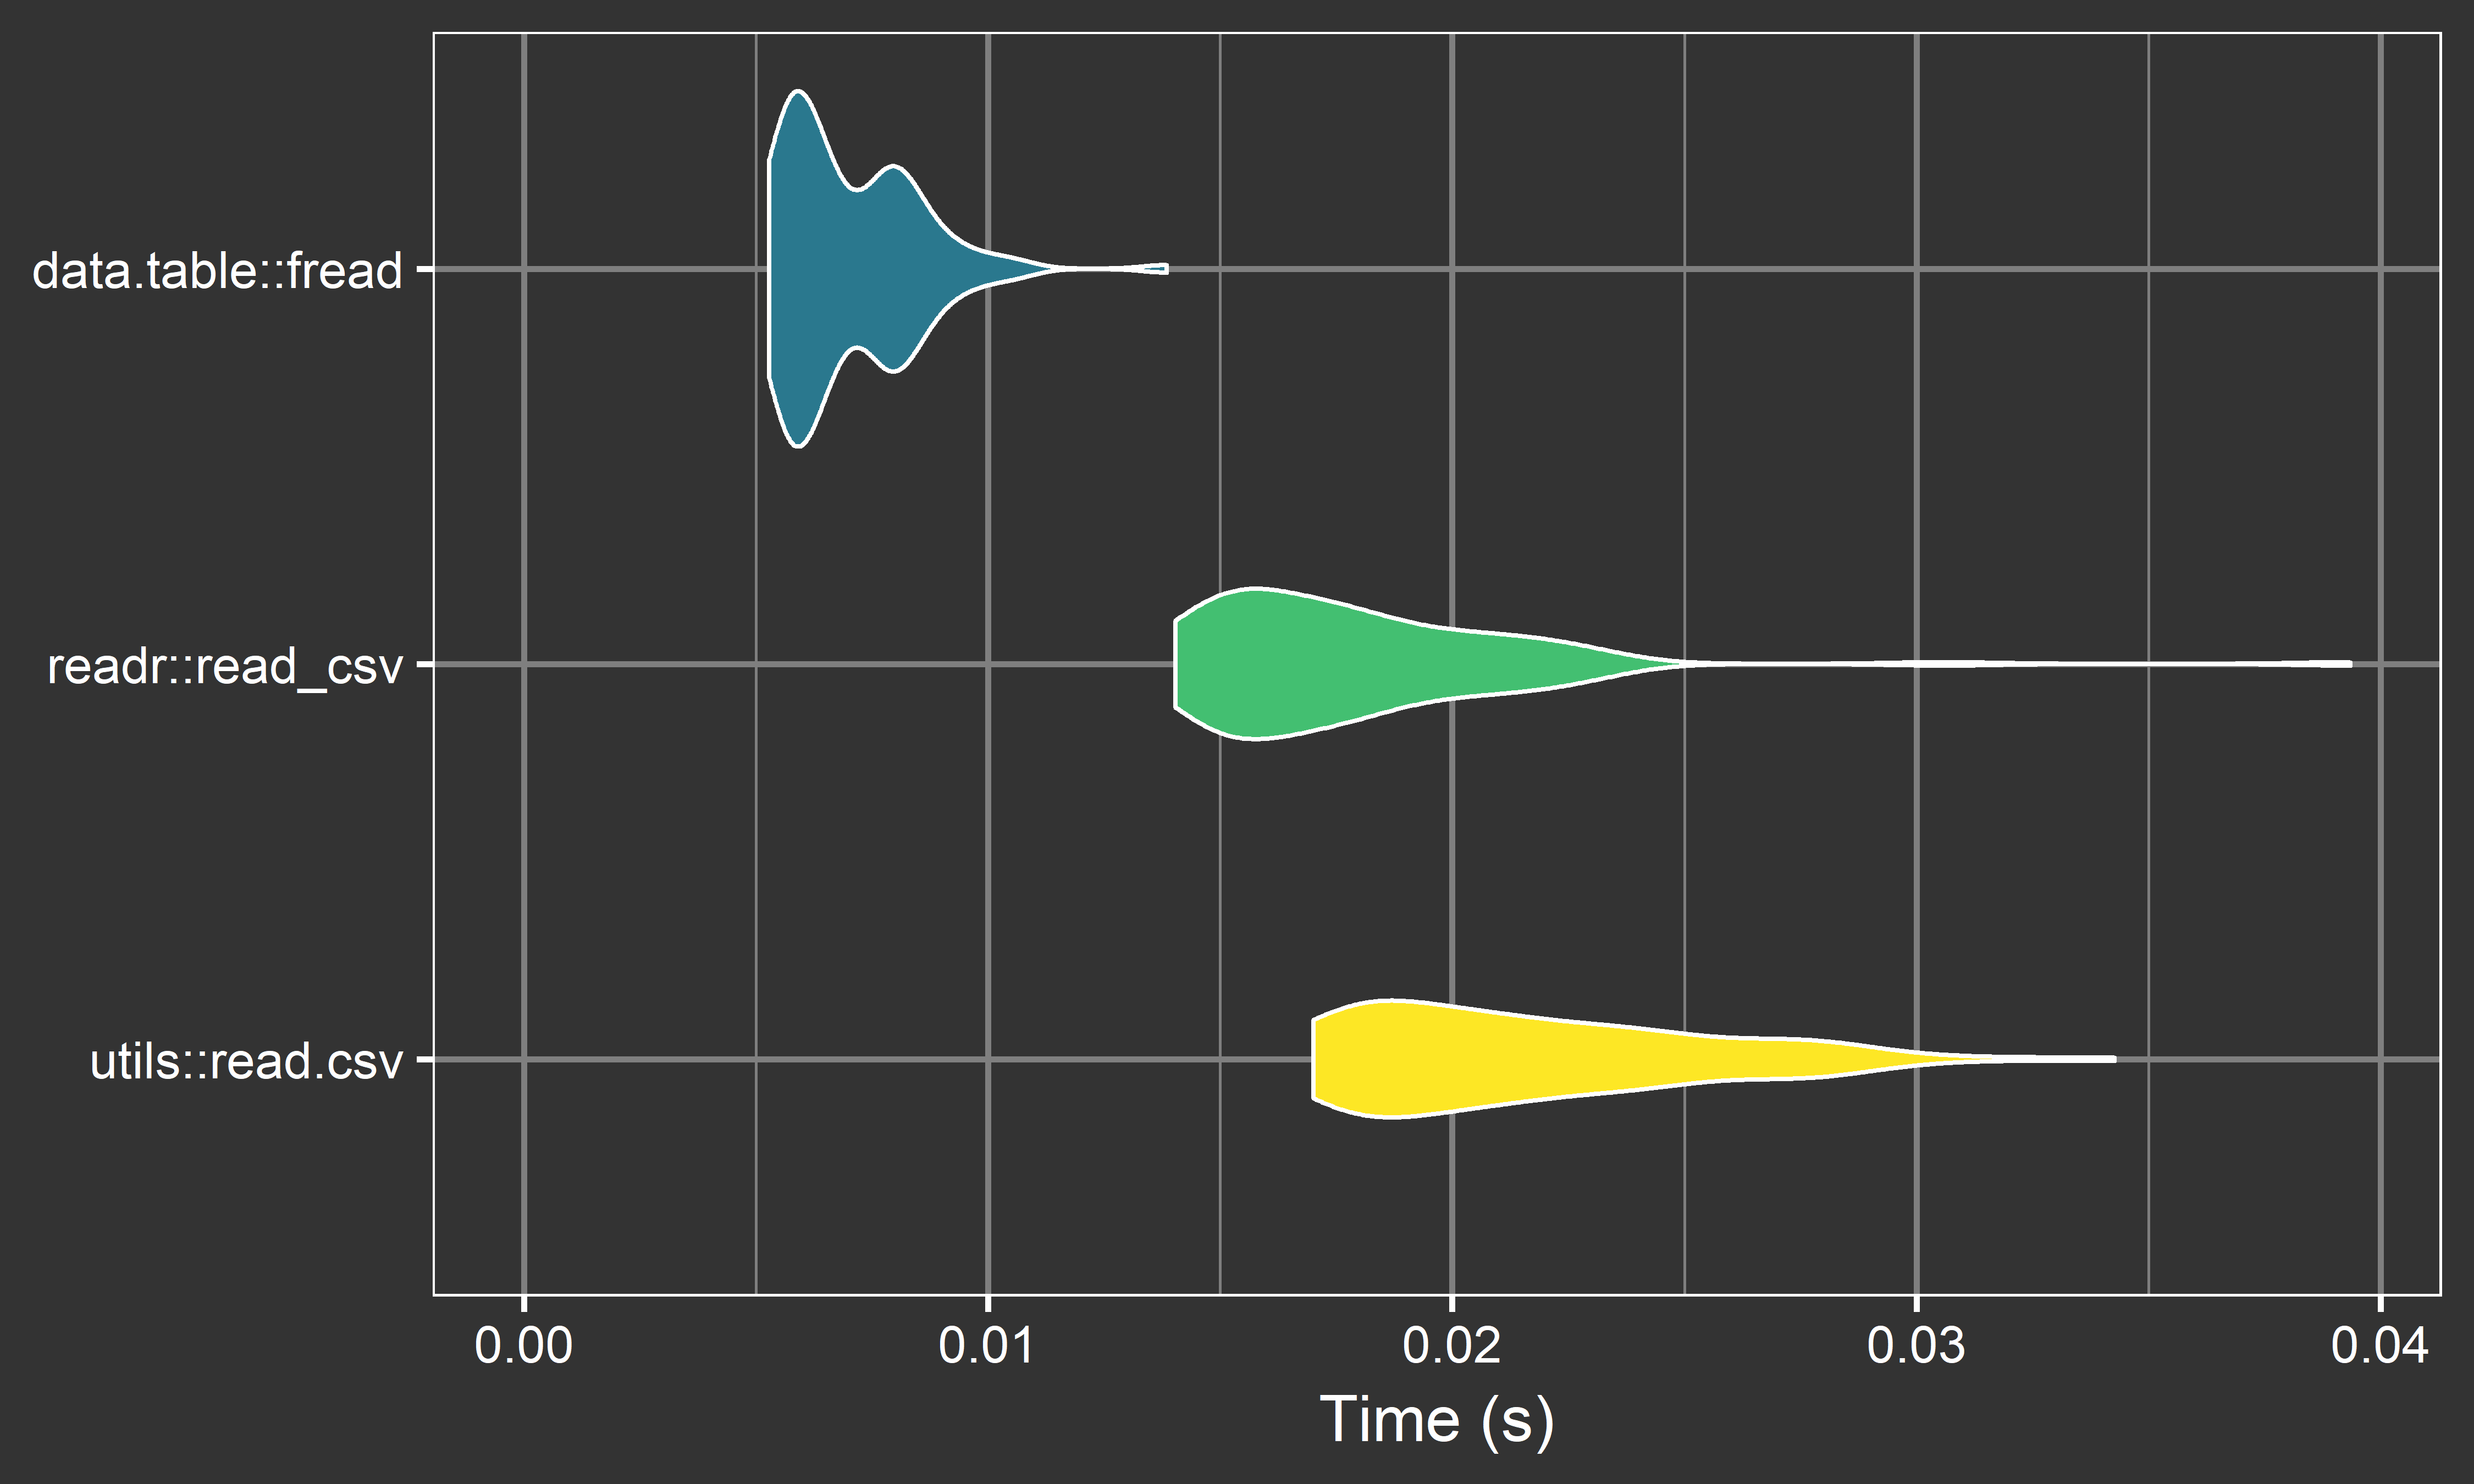 data.table::fread
readr::read_csv
utils::read.csv
0.00 0.01 0.02 0.03 0.04
Time (s)